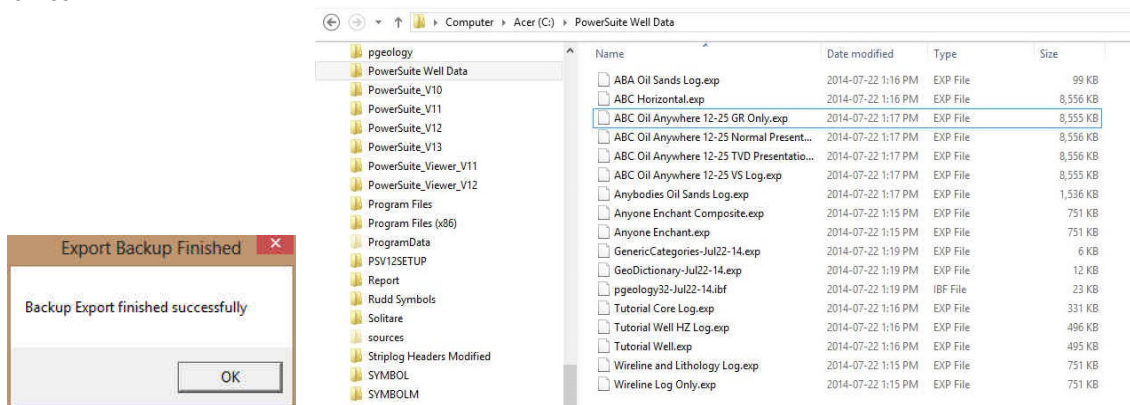 Computer ▸ Acer (C:) ▸ PowerSuite Well Data
pgeology
PowerSuite Well Data
PowerSuite_V10
PowerSuite_V11
PowerSuite_V12
PowerSuite_V13
PowerSuite_Viewer_V11
PowerSuite_Viewer_V12
Program Files
Program Files (x86)
ProgramData
PSV12SETUP
Report
Rudd Symbols
Solitare
sources
Striplog Headers Modified
SYMBOL
SYMBOLM
Name Date modified Type Size
ABA Oil Sands Log.exp 2014-07-22 1:16 PM EXP File 99 KB
ABC Horizontal.exp 2014-07-22 1:16 PM EXP File 8,556 KB
ABC Oil Anywhere 12-25 GR Only.exp 2014-07-22 1:17 PM EXP File 8,555 KB
ABC Oil Anywhere 12-25 Normal Present... 2014-07-22 1:17 PM EXP File 8,556 KB
ABC Oil Anywhere 12-25 TVD Presentatio... 2014-07-22 1:17 PM EXP File 8,556 KB
ABC Oil Anywhere 12-25 VS Log.exp 2014-07-22 1:17 PM EXP File 8,555 KB
Anybodies Oil Sands Log.exp 2014-07-22 1:17 PM EXP File 1,536 KB
Anyone Enchant Composite.exp 2014-07-22 1:15 PM EXP File 751 KB
Anyone Enchant.exp 2014-07-22 1:15 PM EXP File 751 KB
GenericCategories-Jul22-14.exp 2014-07-22 1:19 PM EXP File 6 KB
GeoDictionary-Jul22-14.exp 2014-07-22 1:19 PM EXP File 12 KB
pgeology32-Jul22-14.ibf 2014-07-22 1:19 PM IBF File 23 KB
Tutorial Core Log.exp 2014-07-22 1:16 PM EXP File 331 KB
Tutorial Well HZ Log.exp 2014-07-22 1:16 PM EXP File 496 KB
Tutorial Well.exp 2014-07-22 1:16 PM EXP File 495 KB
Wireline and Lithology Log.exp 2014-07-22 1:15 PM EXP File 751 KB
Wireline Log Only.exp 2014-07-22 1:15 PM EXP File 751 KB
Export Backup Finished
Backup Export finished successfully
OK